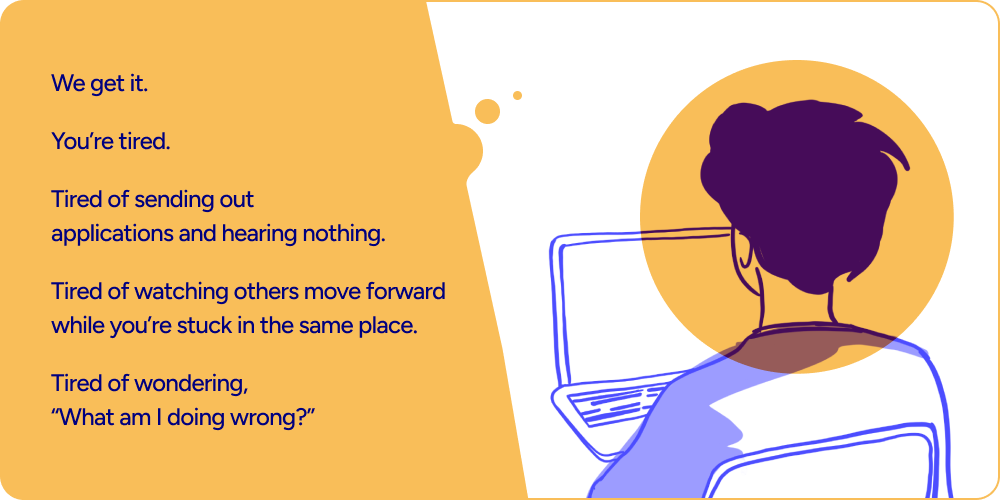 We get it.
You’re tired.
Tired of sending out
applications and hearing nothing.
Tired of watching others move forward
while you’re stuck in the same place.
Tired of wondering,
“What am I doing wrong?”